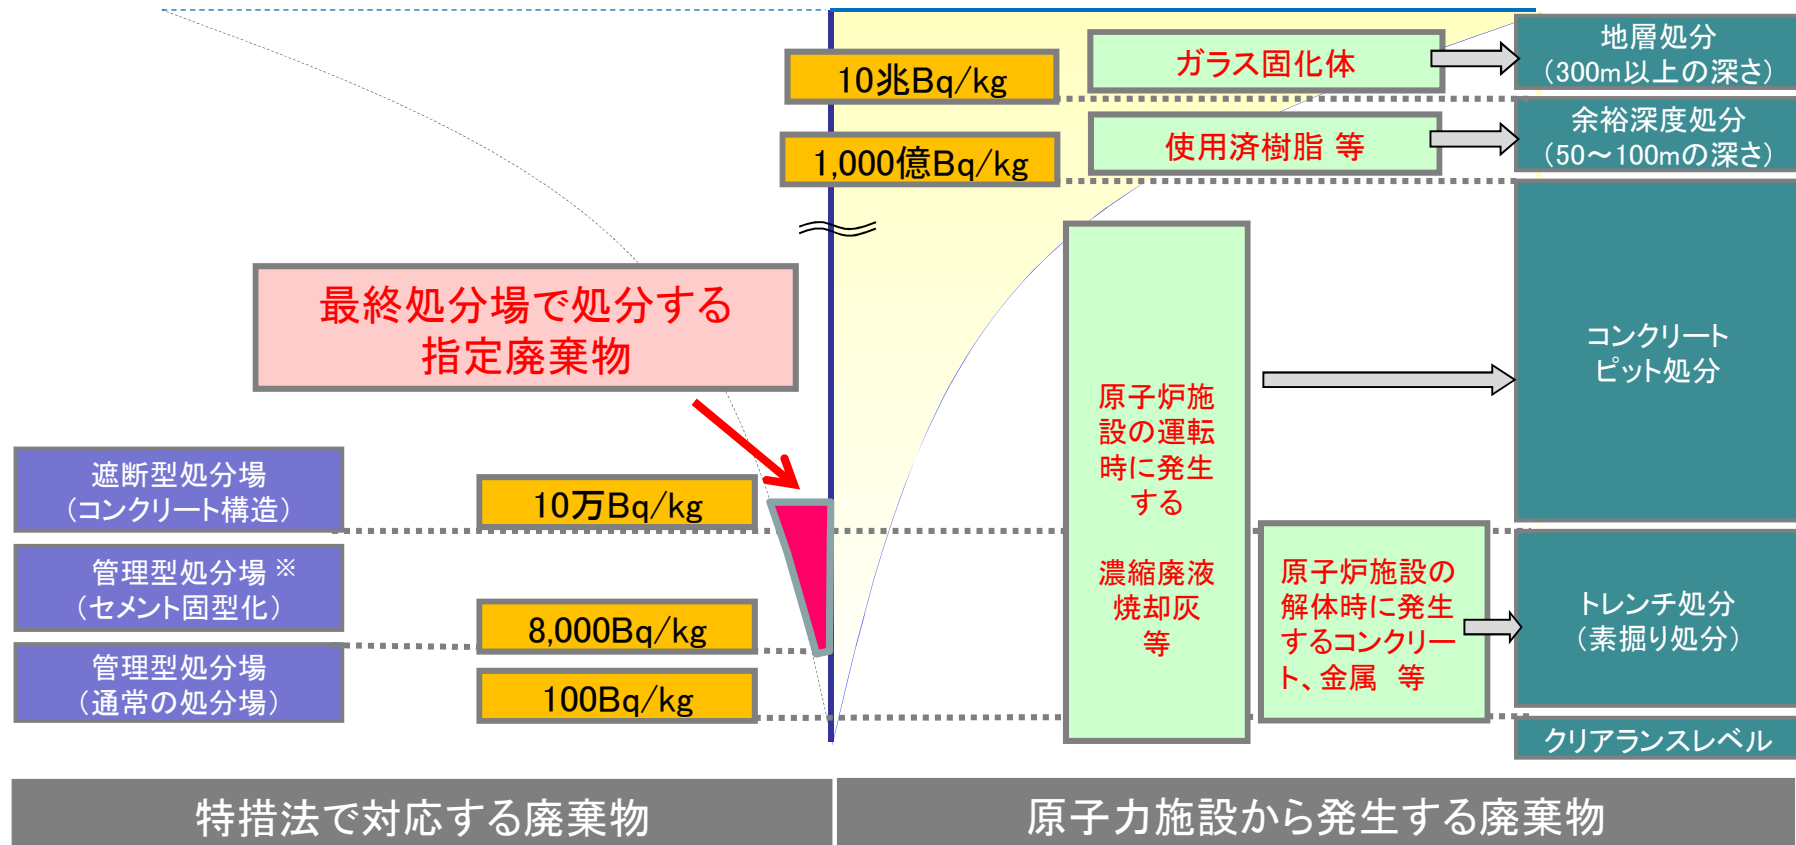 10兆Bq/kg
ガラス固化体
地層処分
（300m以上の深さ）
1,000億Bq/kg
使用済樹脂 等
余裕深度処分
（50～100mの深さ）
最終処分場で処分する
指定廃棄物
コンクリート
ピット処分
原子炉施
設の運転
時に発生
する
濃縮廃液
焼却灰
等
遮断型処分場
（コンクリート構造）
10万Bq/kg
管理型処分場※
（セメント固型化）
8,000Bq/kg
原子炉施設の
解体時に発生
するコンクリー
ト、金属 等
トレンチ処分
（素掘り処分）
管理型処分場
（通常の処分場）
100Bq/kg
クリアランスレベル
特措法で対応する廃棄物
原子力施設から発生する廃棄物